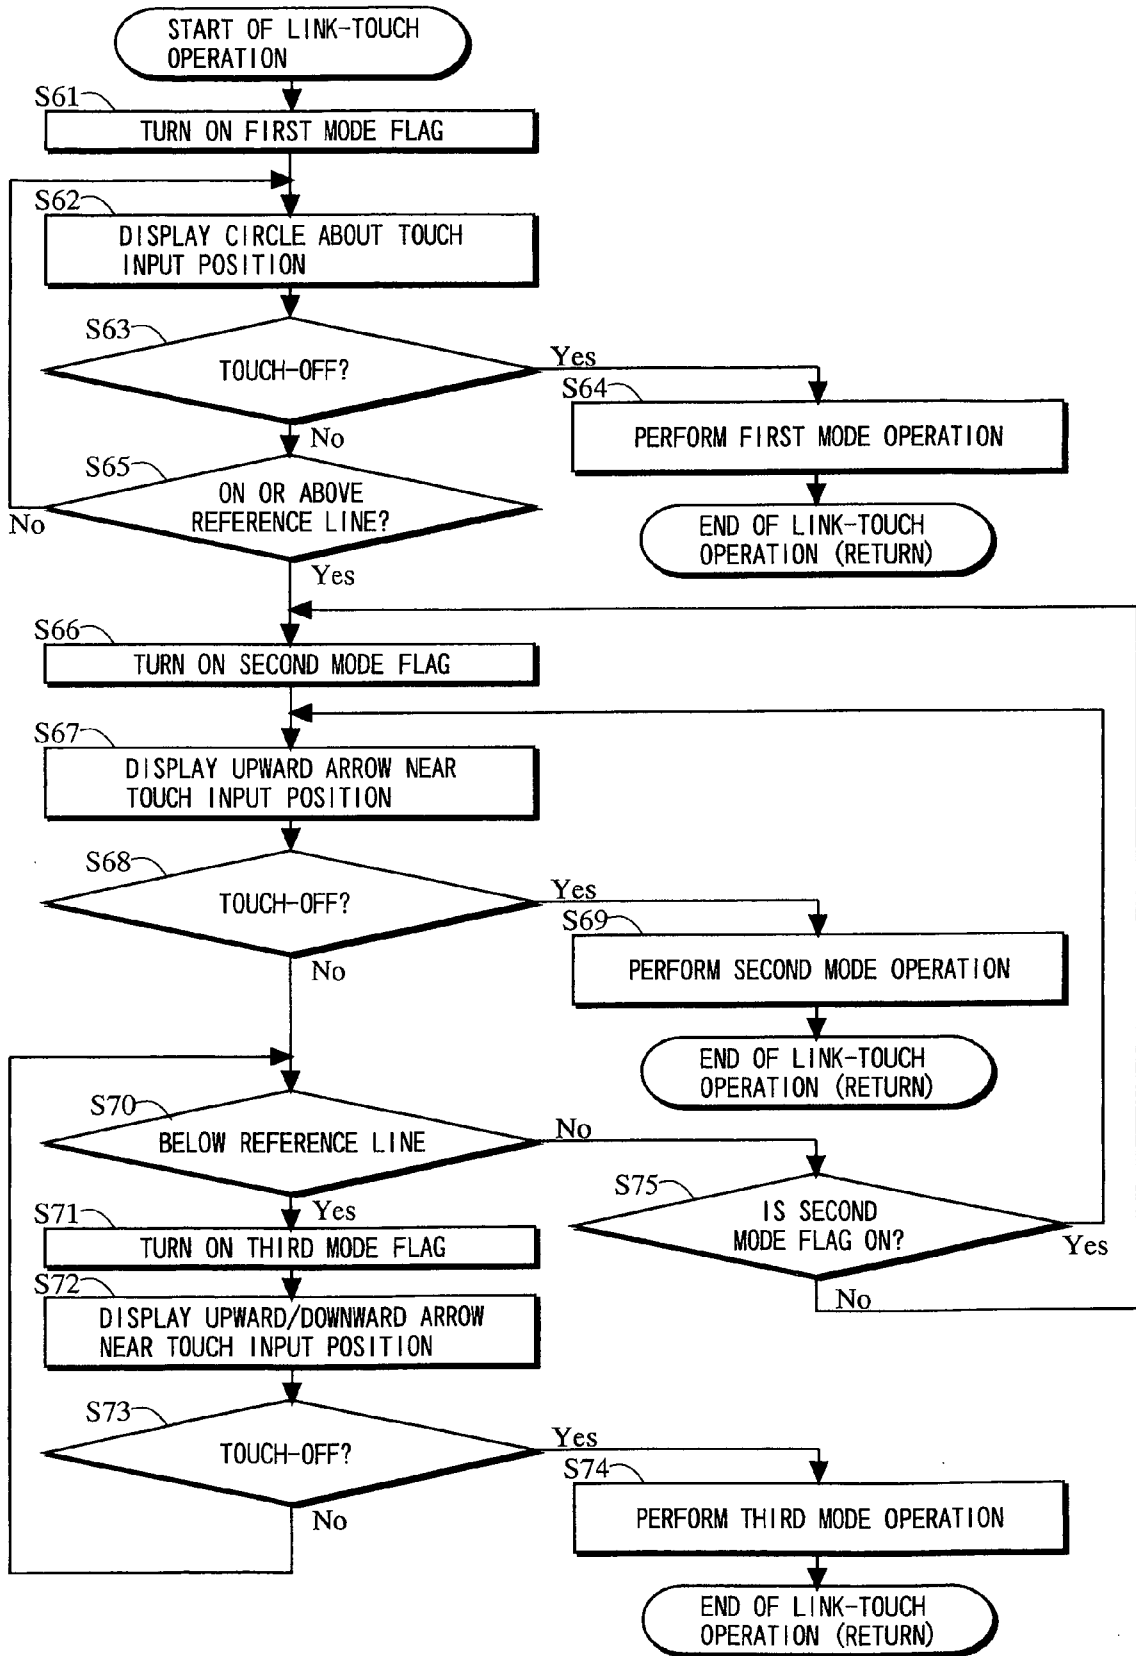 START OF LINK-TOUCH
OPERATION
S61
TURN ON FIRST MODE FLAG
S62
DISPLAY CIRCLE ABOUT TOUCH
INPUT POSITION
S63
TOUCH-OFF?
Yes
S64
PERFORM FIRST MODE OPERATION
No
END OF LINK-TOUCH
OPERATION (RETURN)
S65
ON OR ABOVE
REFERENCE LINE?
No
Yes
S66
TURN ON SECOND MODE FLAG
S67
DISPLAY UPWARD ARROW NEAR
TOUCH INPUT POSITION
S68
TOUCH-OFF?
Yes
S69
PERFORM SECOND MODE OPERATION
No
END OF LINK-TOUCH
OPERATION (RETURN)
S70
BELOW REFERENCE LINE
No
S75
IS SECOND
MODE FLAG ON?
Yes
No
Yes
S71
TURN ON THIRD MODE FLAG
S72
DISPLAY UPWARD/DOWNWARD ARROW
NEAR TOUCH INPUT POSITION
S73
TOUCH-OFF?
Yes
S74
PERFORM THIRD MODE OPERATION
No
END OF LINK-TOUCH
OPERATION (RETURN)